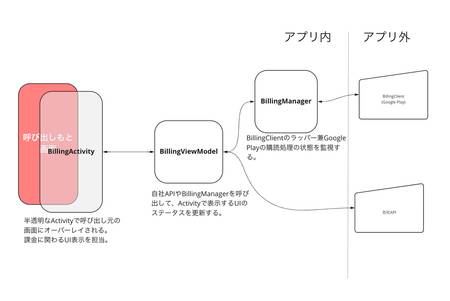 アプリ内
アプリ外
BillingClient
(Google Play)
BillingManager
BillingClientのラッパー兼Google
Playの購読処理の状態を監視す
る。
呼び出しもと
画面
BillingActivity
BillingViewModel
自社APIやBillingManagerを呼び
出して、Activityで表示するUIの
ステータスを更新する。
自社API
半透明なActivityで呼び出し元の
画面にオーバーレイされる。
課金に関わるUI表示を担当。